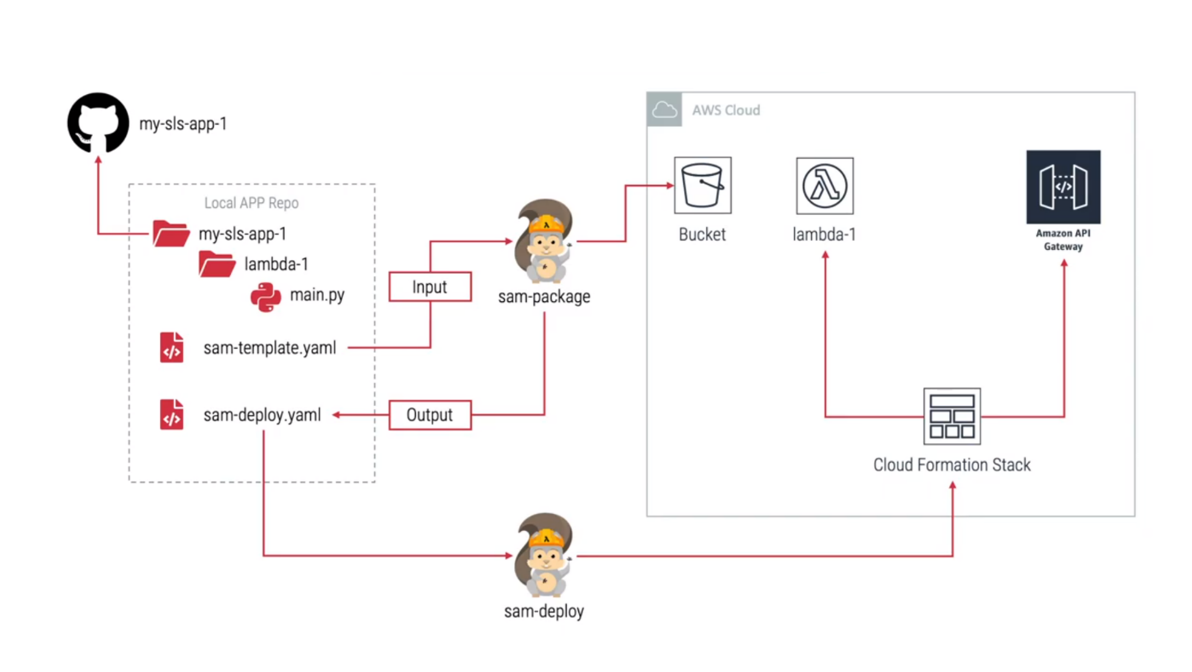 my-sls-app-1
AWS Cloud
Local APP Repo
my-sls-app-1
lambda-1
main.py
Input
sam-package
sam-template.yaml
sam-deploy.yaml
Output
Bucket
lambda-1
Amazon API
Gateway
Cloud Formation Stack
sam-deploy